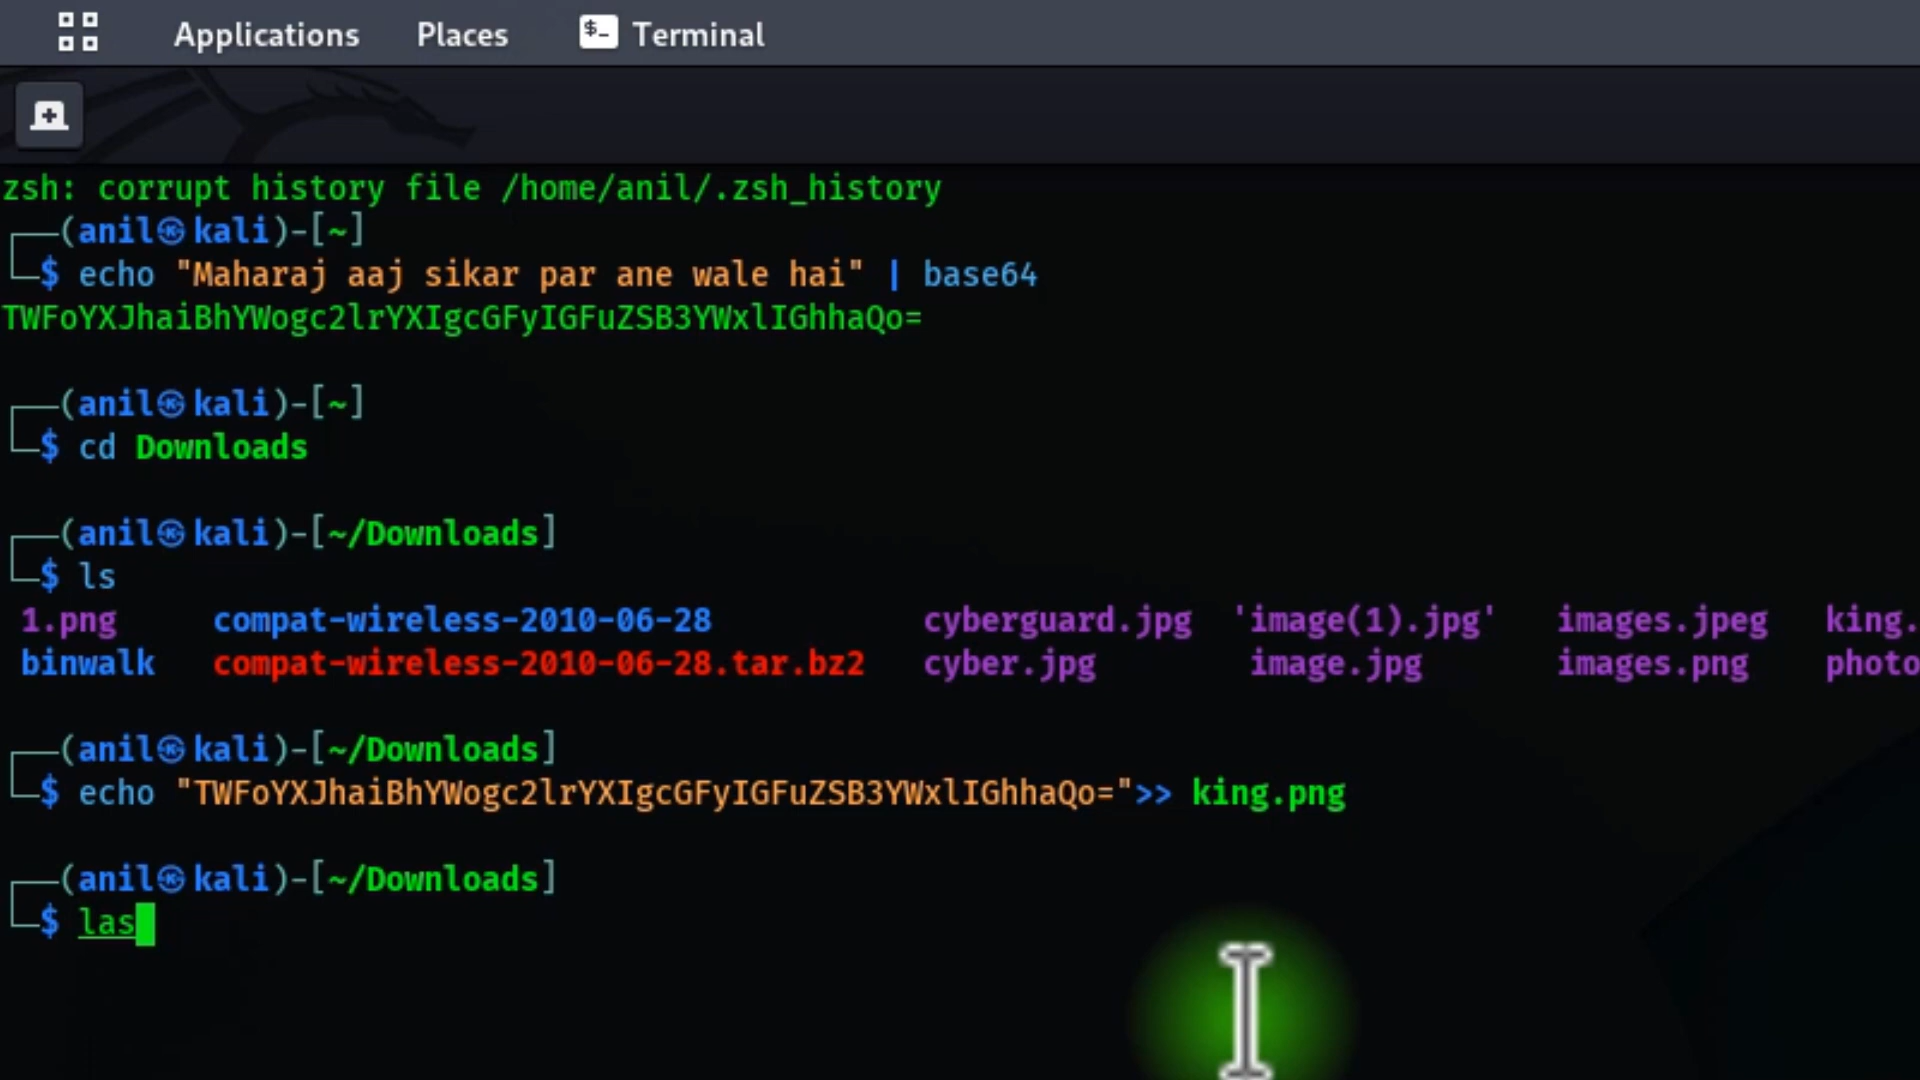 Applications Places $_ Terminal
zsh: corrupt history file /home/anil/.zsh_history
┌──(anil㉿kali)-[~]
└─$ echo "Maharaj aaj sikar par ane wale hai" | base64
TWFoYXJhaiBhYWogc2lrYXIgcGFyIGFuZSB3YWxlIGhhaQo=
┌──(anil㉿kali)-[~]
└─$ cd Downloads
┌──(anil㉿kali)-[~/Downloads]
└─$ ls
1.png compat-wireless-2010-06-28 cyberguard.jpg 'image(1).jpg' images.jpeg king.
binwalk compat-wireless-2010-06-28.tar.bz2 cyber.jpg image.jpg images.png photo
┌──(anil㉿kali)-[~/Downloads]
└─$ echo "TWFoYXJhaiBhYWogc2lrYXIgcGFyIGFuZSB3YWxlIGhhaQo=">> king.png
┌──(anil㉿kali)-[~/Downloads]
└─$ las